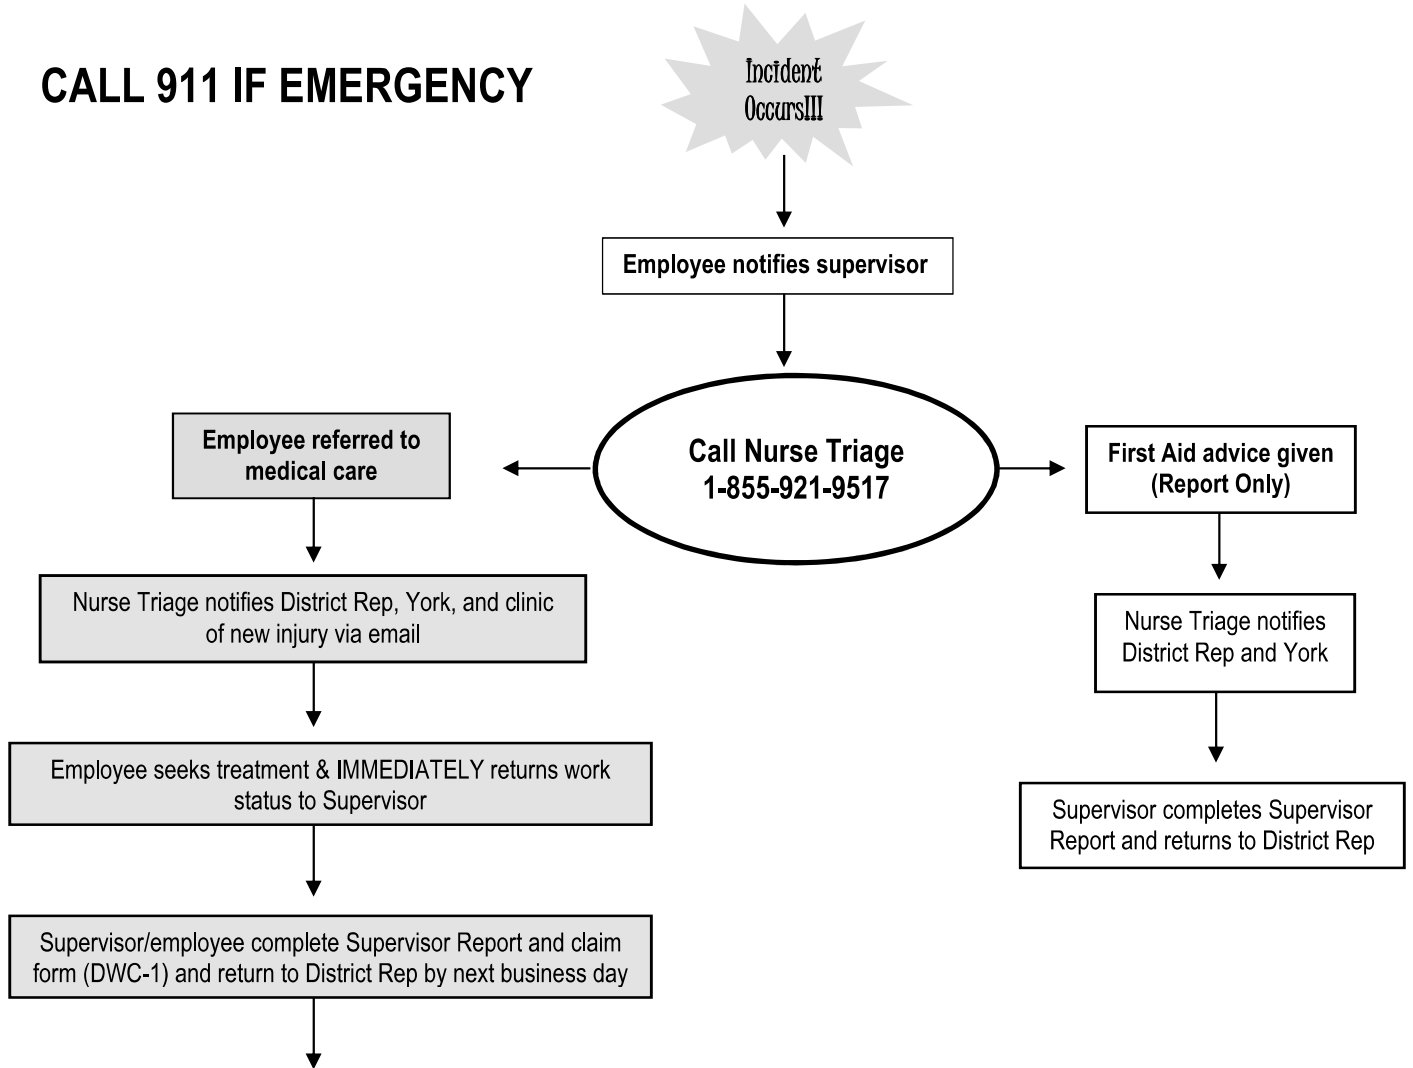 CALL 911 IF EMERGENCY
Incident
Occurs!!!
Employee notifies supervisor
Call Nurse Triage
1-855-921-9517
Employee referred to
medical care
Nurse Triage notifies District Rep, York, and clinic
of new injury via email
Employee seeks treatment & IMMEDIATELY returns work
status to Supervisor
Supervisor/employee complete Supervisor Report and claim
form (DWC-1) and return to District Rep by next business day
First Aid advice given
(Report Only)
Nurse Triage notifies
District Rep and York
Supervisor completes Supervisor
Report and returns to District Rep